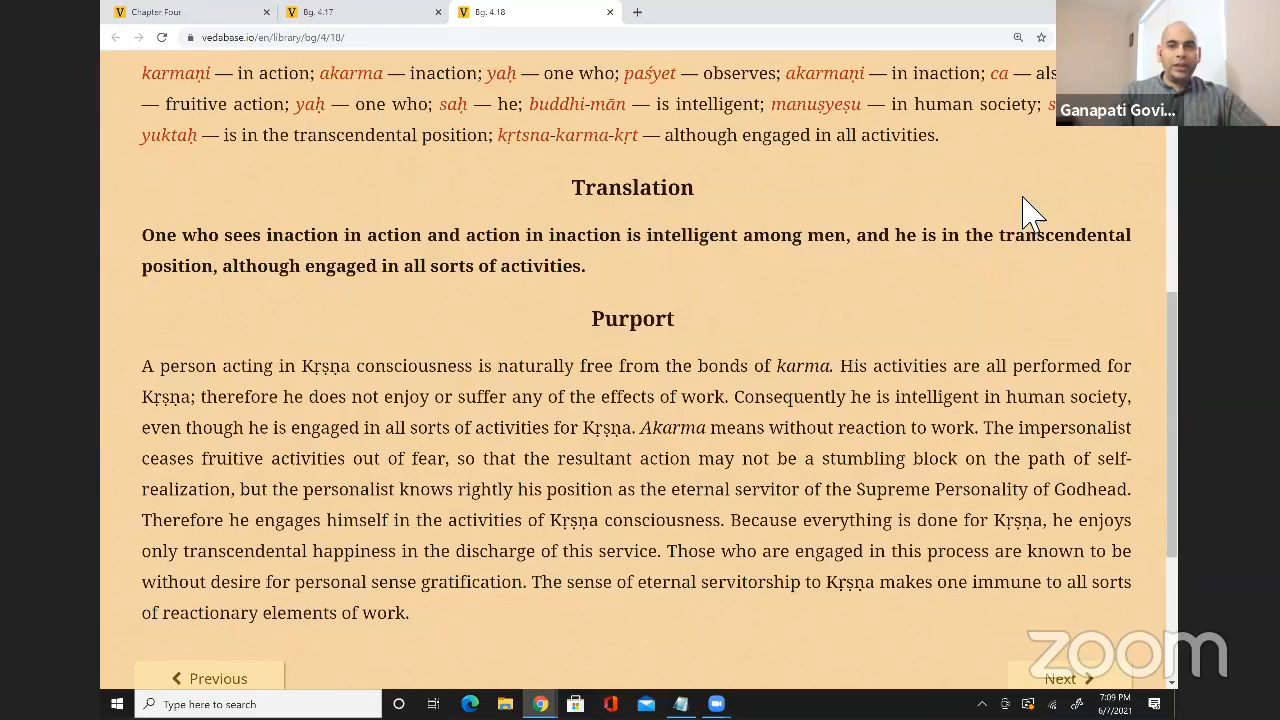 Chapter Four
Bg. 4.17
Bg. 4.18
vedabase.io/en/library/bg/4/18/
karmaṇi — in action; akarma — inaction; yaḥ — one who; paśyet — observes; akarmaṇi — in inaction; ca —
— fruitive action; yaḥ — one who; saḥ — he; buddhi-mān — is intelligent; manuṣyeṣu — in human society;
yuktaḥ — is in the transcendental position; kṛtsna-karma-kṛt — although engaged in all activities.
Ganapati Govi...
Translation
One who sees inaction in action and action in inaction is intelligent among men, and he is in the transcendental
position, although engaged in all sorts of activities.
Purport
A person acting in Kṛṣṇa consciousness is naturally free from the bonds of karma. His activities are all performed for
Kṛṣṇa; therefore he does not enjoy or suffer any of the effects of work. Consequently he is intelligent in human society,
even though he is engaged in all sorts of activities for Kṛṣṇa. Akarma means without reaction to work. The impersonalist
ceases fruitive activities out of fear, so that the resultant action may not be a stumbling block on the path of self-
realization, but the personalist knows rightly his position as the eternal servitor of the Supreme Personality of Godhead.
Therefore he engages himself in the activities of Kṛṣṇa consciousness. Because everything is done for Kṛṣṇa, he enjoys
only transcendental happiness in the discharge of this service. Those who are engaged in this process are known to be
without desire for personal sense gratification. The sense of eternal servitorship to Kṛṣṇa makes one immune to all sorts
of reactionary elements of work.
zoom
Previous
Next
Type here to search
7:09 PM
6/7/2021